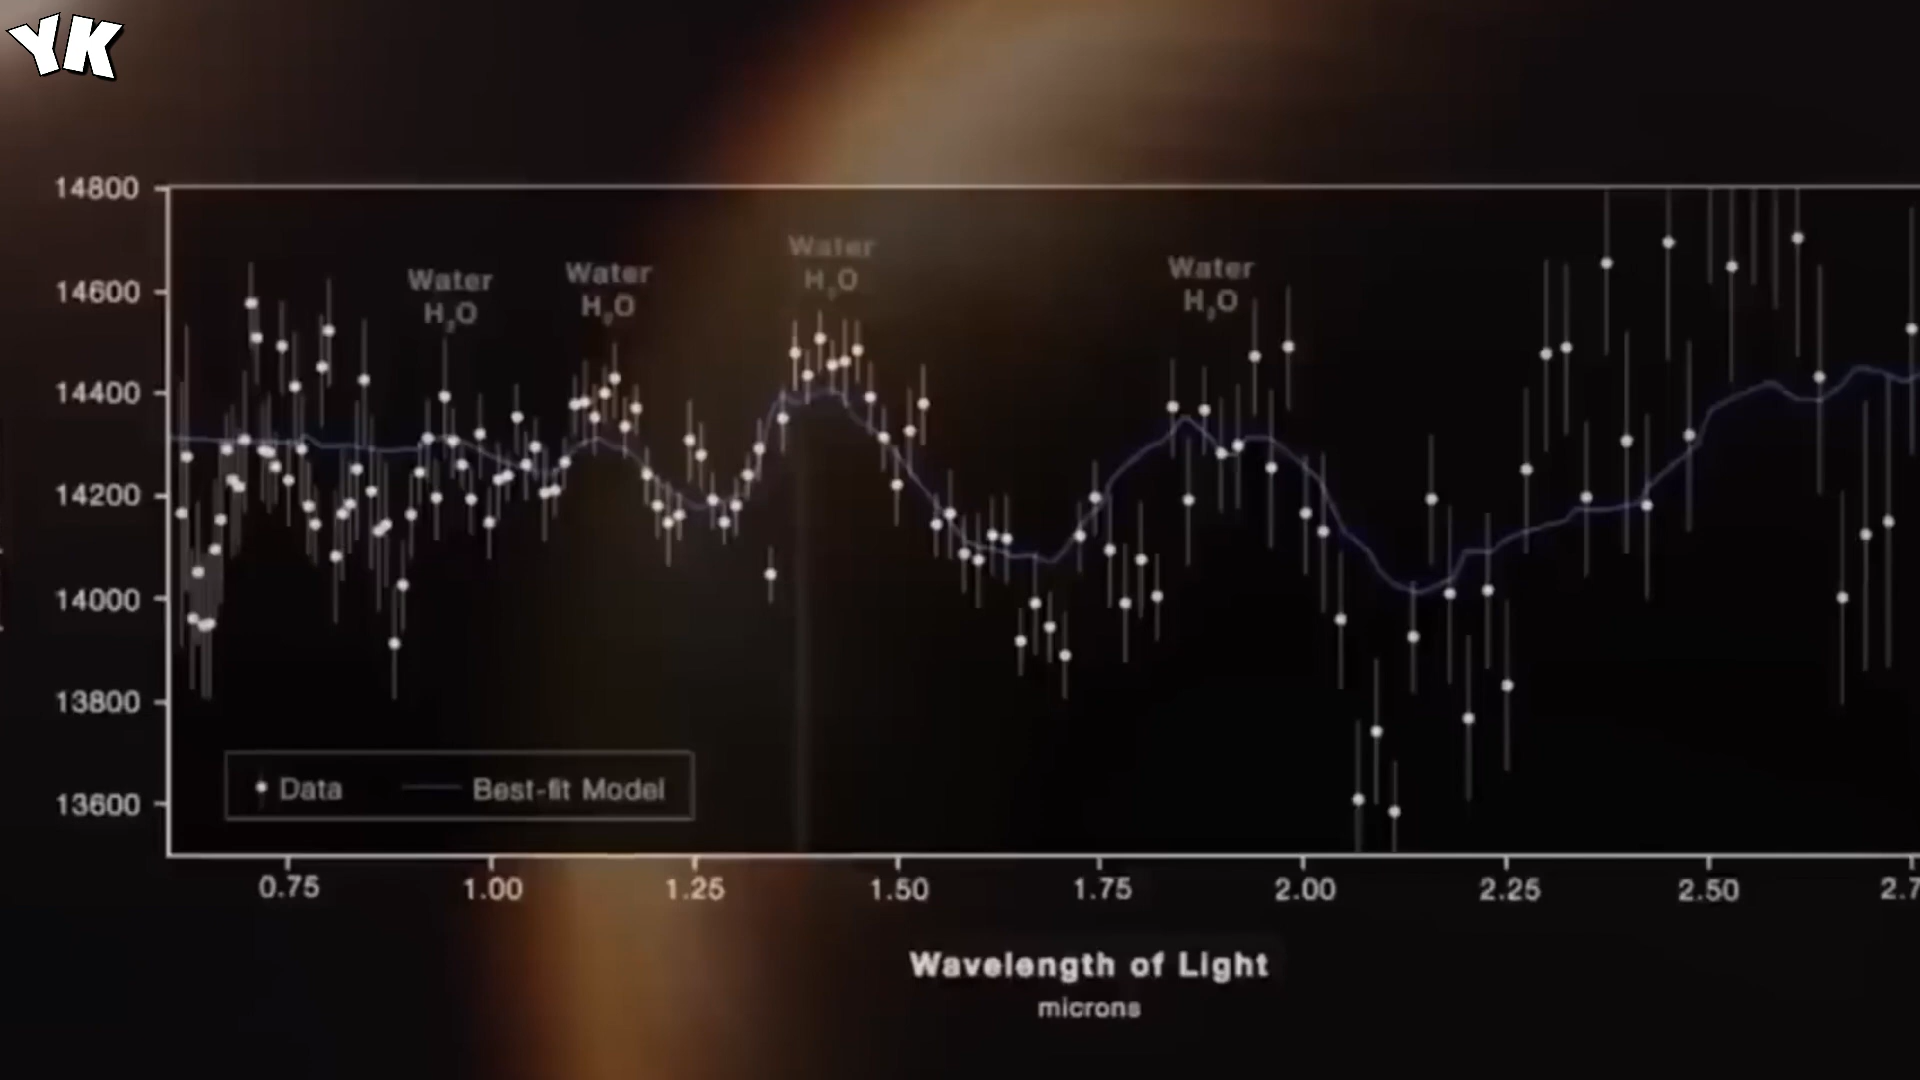 YK
14800
14600
14400
14200
14000
13800
13600
Water
H₂O
Water
H₂O
Water
H₂O
Water
H₂O
Data
Best-fit Model
0.75
1.00
1.25
1.50
1.75
2.00
2.25
2.50
Wavelength of Light
microns